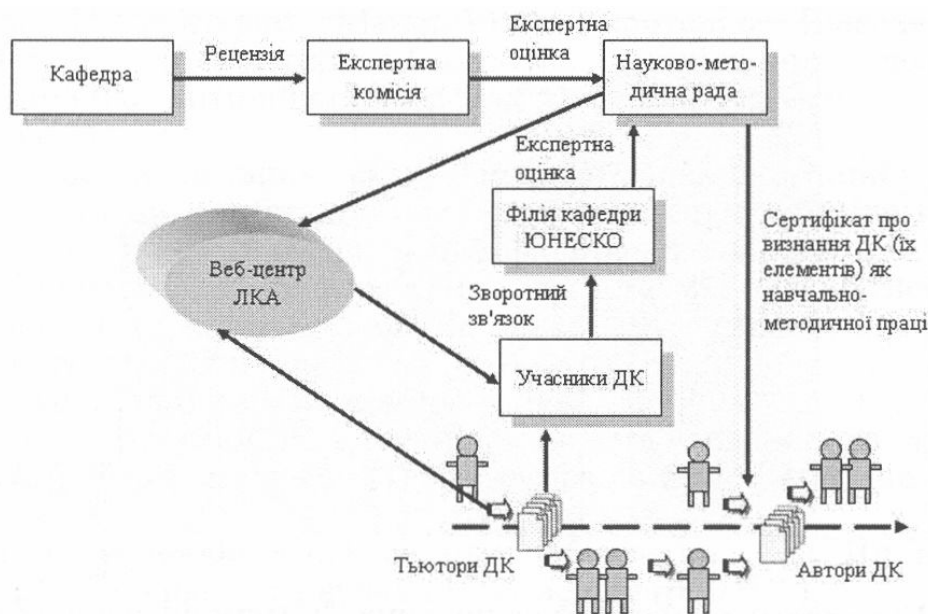 Кафедра
Рецензія
Експертна
комісія
Експертна
оцінка
Науково-мето-
дична рада
Експертна
оцінка
Філія кафедри
ЮНЕСКО
Сертифікат про
визнання ДК (їх
елементів) як
навчально-
методичної праці
Веб-центр
ЛКА
Зворотний
зв'язок
Учасники ДК
Тьютори ДК
Автори ДК